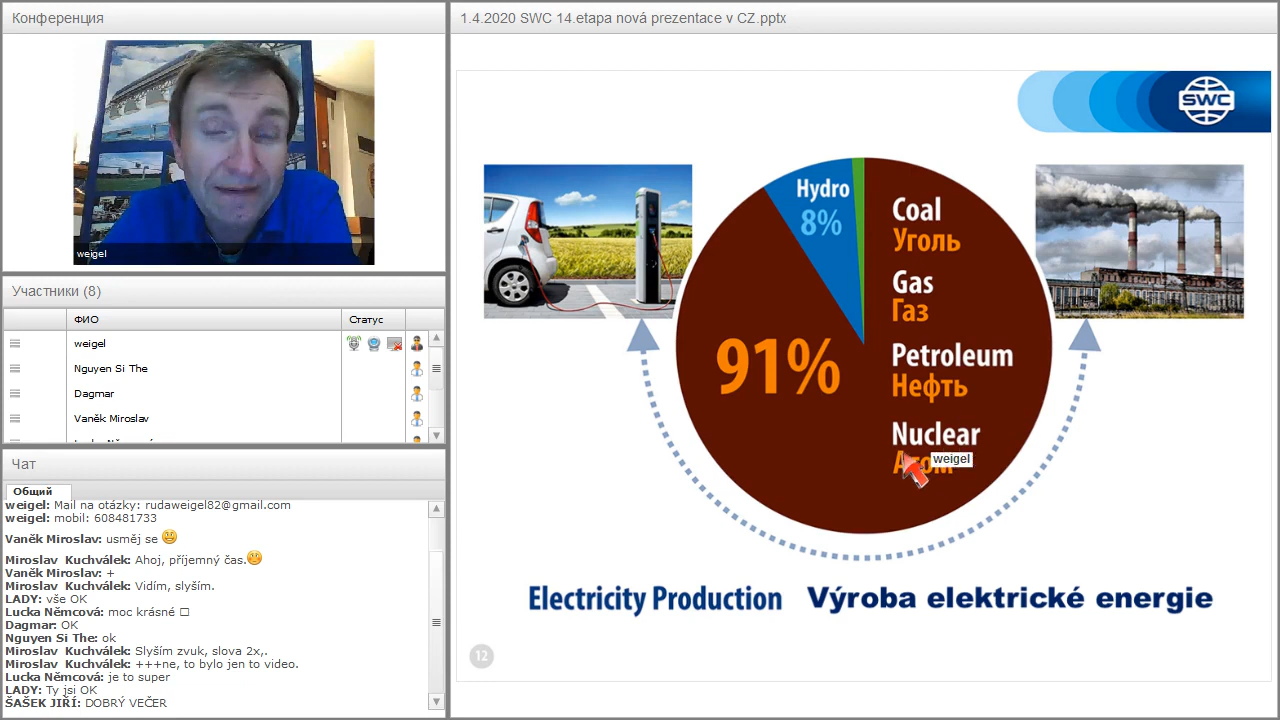 Конференция
weigel
Участники (8)
ФИО
Статус
weigel
Nguyen Si The
Dagmar
Vaněk Miroslav
Чат
Общий
weigel: Mail na otázky: rudaweigel82@gmail.com
weigel: mobil: 608481733
Vaněk Miroslav: usměj se
Miroslav Kuchválek: Ahoj, příjemný čas.
Vaněk Miroslav: +
Miroslav Kuchválek: Vidím, slyším.
LADY: vše OK
Lucka Němcová: moc krásné □
Dagmar: OK
Nguyen Si The: ok
Miroslav Kuchválek: Slyším zvuk, slova 2x,.
Miroslav Kuchválek: +++ne, to bylo jen to video.
Lucka Němcová: je to super
LADY: Ty jsi OK
ŠAŠEK JIŘÍ: DOBRÝ VEČER
1.4.2020 SWC 14.etapa nová prezentace v CZ.pptx
SWC
Hydro
8%
91%
Coal
Уголь
Gas
Газ
Petroleum
Нефть
Nuclear
Атом
weigel
Electricity Production Výroba elektrické energie
12